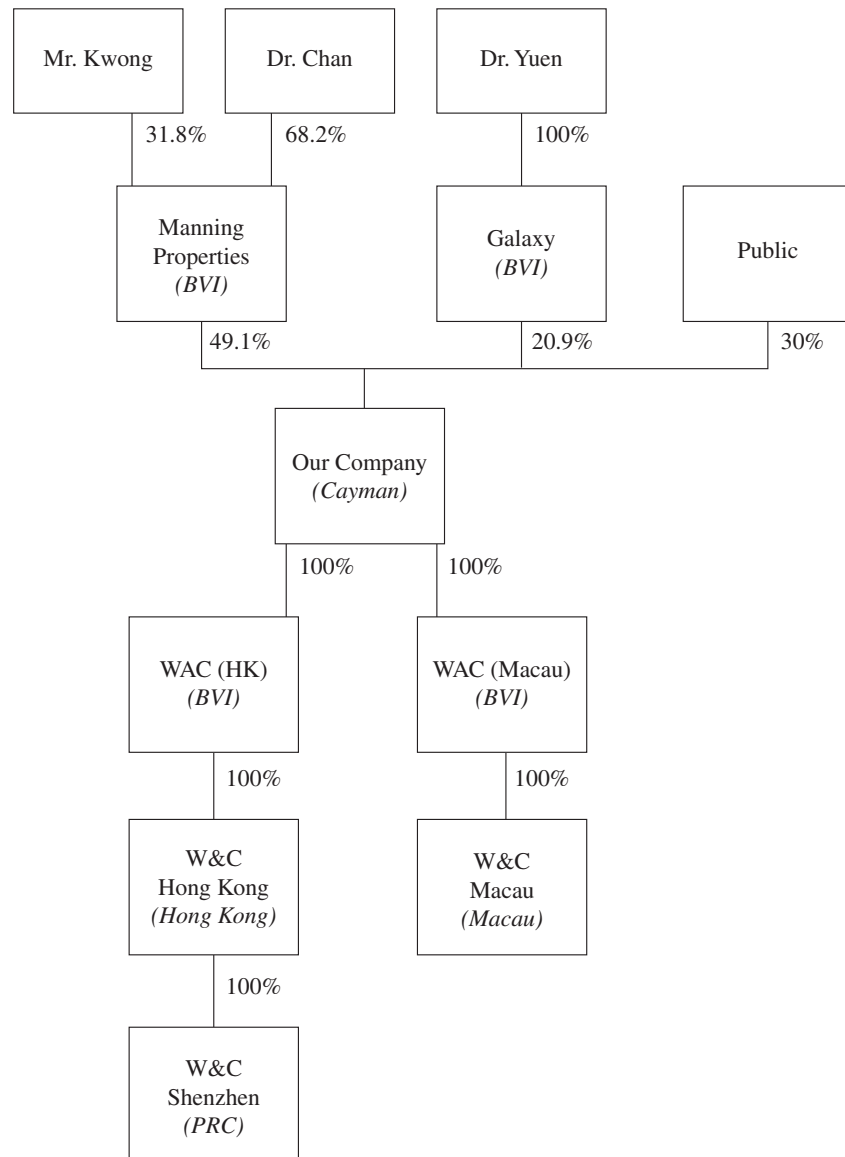 Mr. Kwong
Dr. Chan
Dr. Yuen
31.8%
68.2%
100%
Manning
Properties
(BVI)
Galaxy
(BVI)
Public
49.1%
20.9%
30%
Our Company
(Cayman)
100%
100%
WAC (HK)
(BVI)
WAC (Macau)
(BVI)
100%
100%
W&C
Hong Kong
(Hong Kong)
W&C
Macau
(Macau)
100%
W&C
Shenzhen
(PRC)